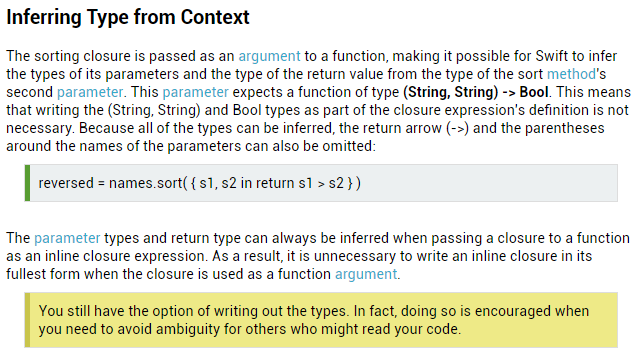 Inferring Type from Context
The sorting closure is passed as an argument to a function, making it possible for Swift to infer
the types of its parameters and the type of the return value from the type of the sort method's
second parameter. This parameter expects a function of type (String, String) -> Bool. This means
that writing the (String, String) and Bool types as part of the closure expression's definition is not
necessary. Because all of the types can be inferred, the return arrow (->) and the parentheses
around the names of the parameters can also be omitted:
reversed = names.sort( { s1, s2 in return s1 > s2 } )
The parameter types and return type can always be inferred when passing a closure to a function
as an inline closure expression. As a result, it is unnecessary to write an inline closure in its
fullest form when the closure is used as a function argument.
You still have the option of writing out the types. In fact, doing so is encouraged when
you need to avoid ambiguity for others who might read your code.